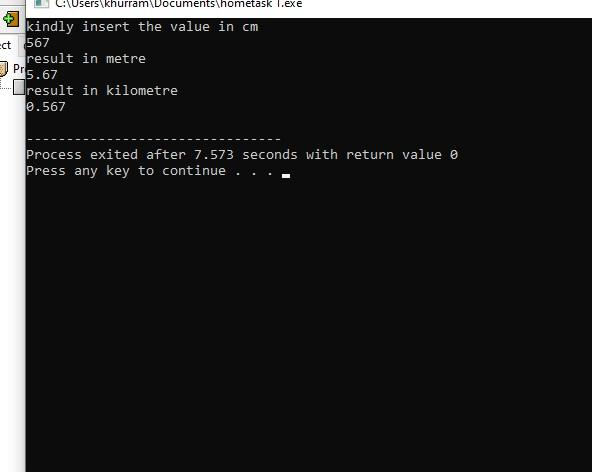 C:\Users\khurram\Documents\hometask 1.exe
kindly insert the value in cm
567
result in metre
5.67
result in kilometre
0.567
--------------------------------
Process exited after 7.573 seconds with return value 0
Press any key to continue . . .
ect
Pr